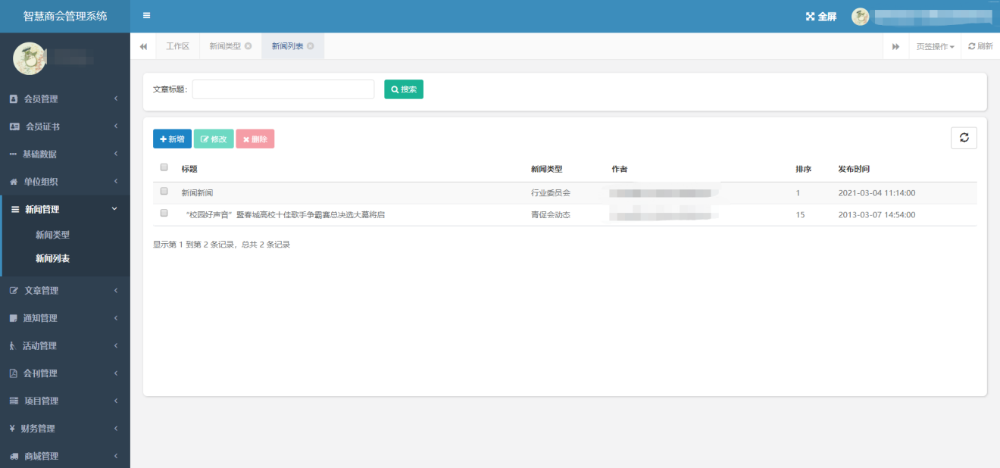 智慧商会管理系统
全屏
工作区 新闻类型 新闻列表 页签操作 刷新
会员管理
会员证书
基础数据
单位组织
新闻管理
新闻类型
新闻列表
文章管理
通知管理
活动管理
会刊管理
项目管理
财务管理
商城管理
文章标题: 搜索
新增 修改 删除
标题 新闻类型 作者 排序 发布时间
新闻新闻 行业委员会 1 2021-03-04 11:14:00
“校园好声音”暨春城高校十佳歌手争霸赛总决选大幕将启 青促会动态 15 2013-03-07 14:54:00
显示第 1 到第 2 条记录，总共 2 条记录